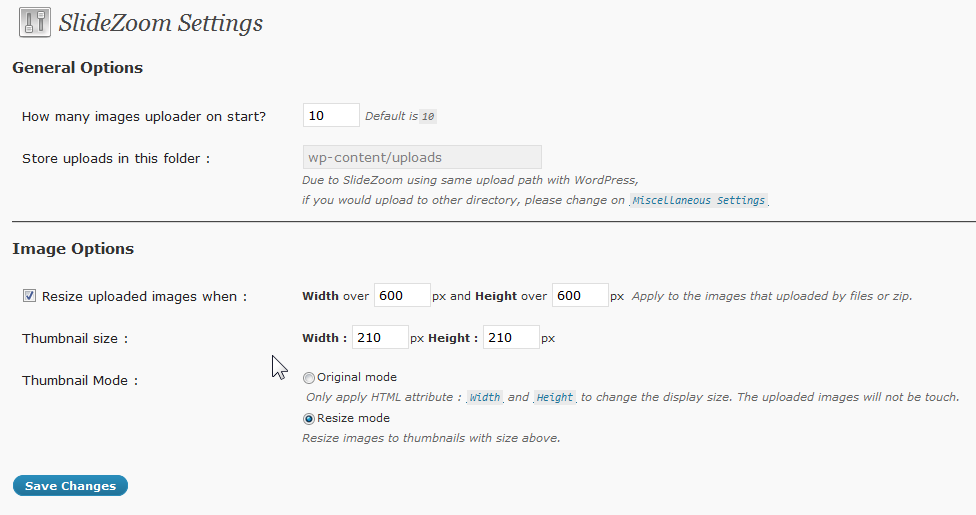 SlideZoom Settings
General Options
How many images uploader on start? 10 Default is 10
Store uploads in this folder : wp-content/uploads
Due to SlideZoom using same upload path with WordPress,
if you would upload to other directory, please change on Miscellaneous Settings.
Image Options
Resize uploaded images when : Width over 600 px and Height over 600 px Apply to the images that uploaded by files or zip.
Thumbnail size : Width : 210 px Height : 210 px
Thumbnail Mode : Original mode
Only apply HTML attribute : Width and Height to change the display size. The uploaded images will not be touch.
Resize mode
Resize images to thumbnails with size above.
Save Changes